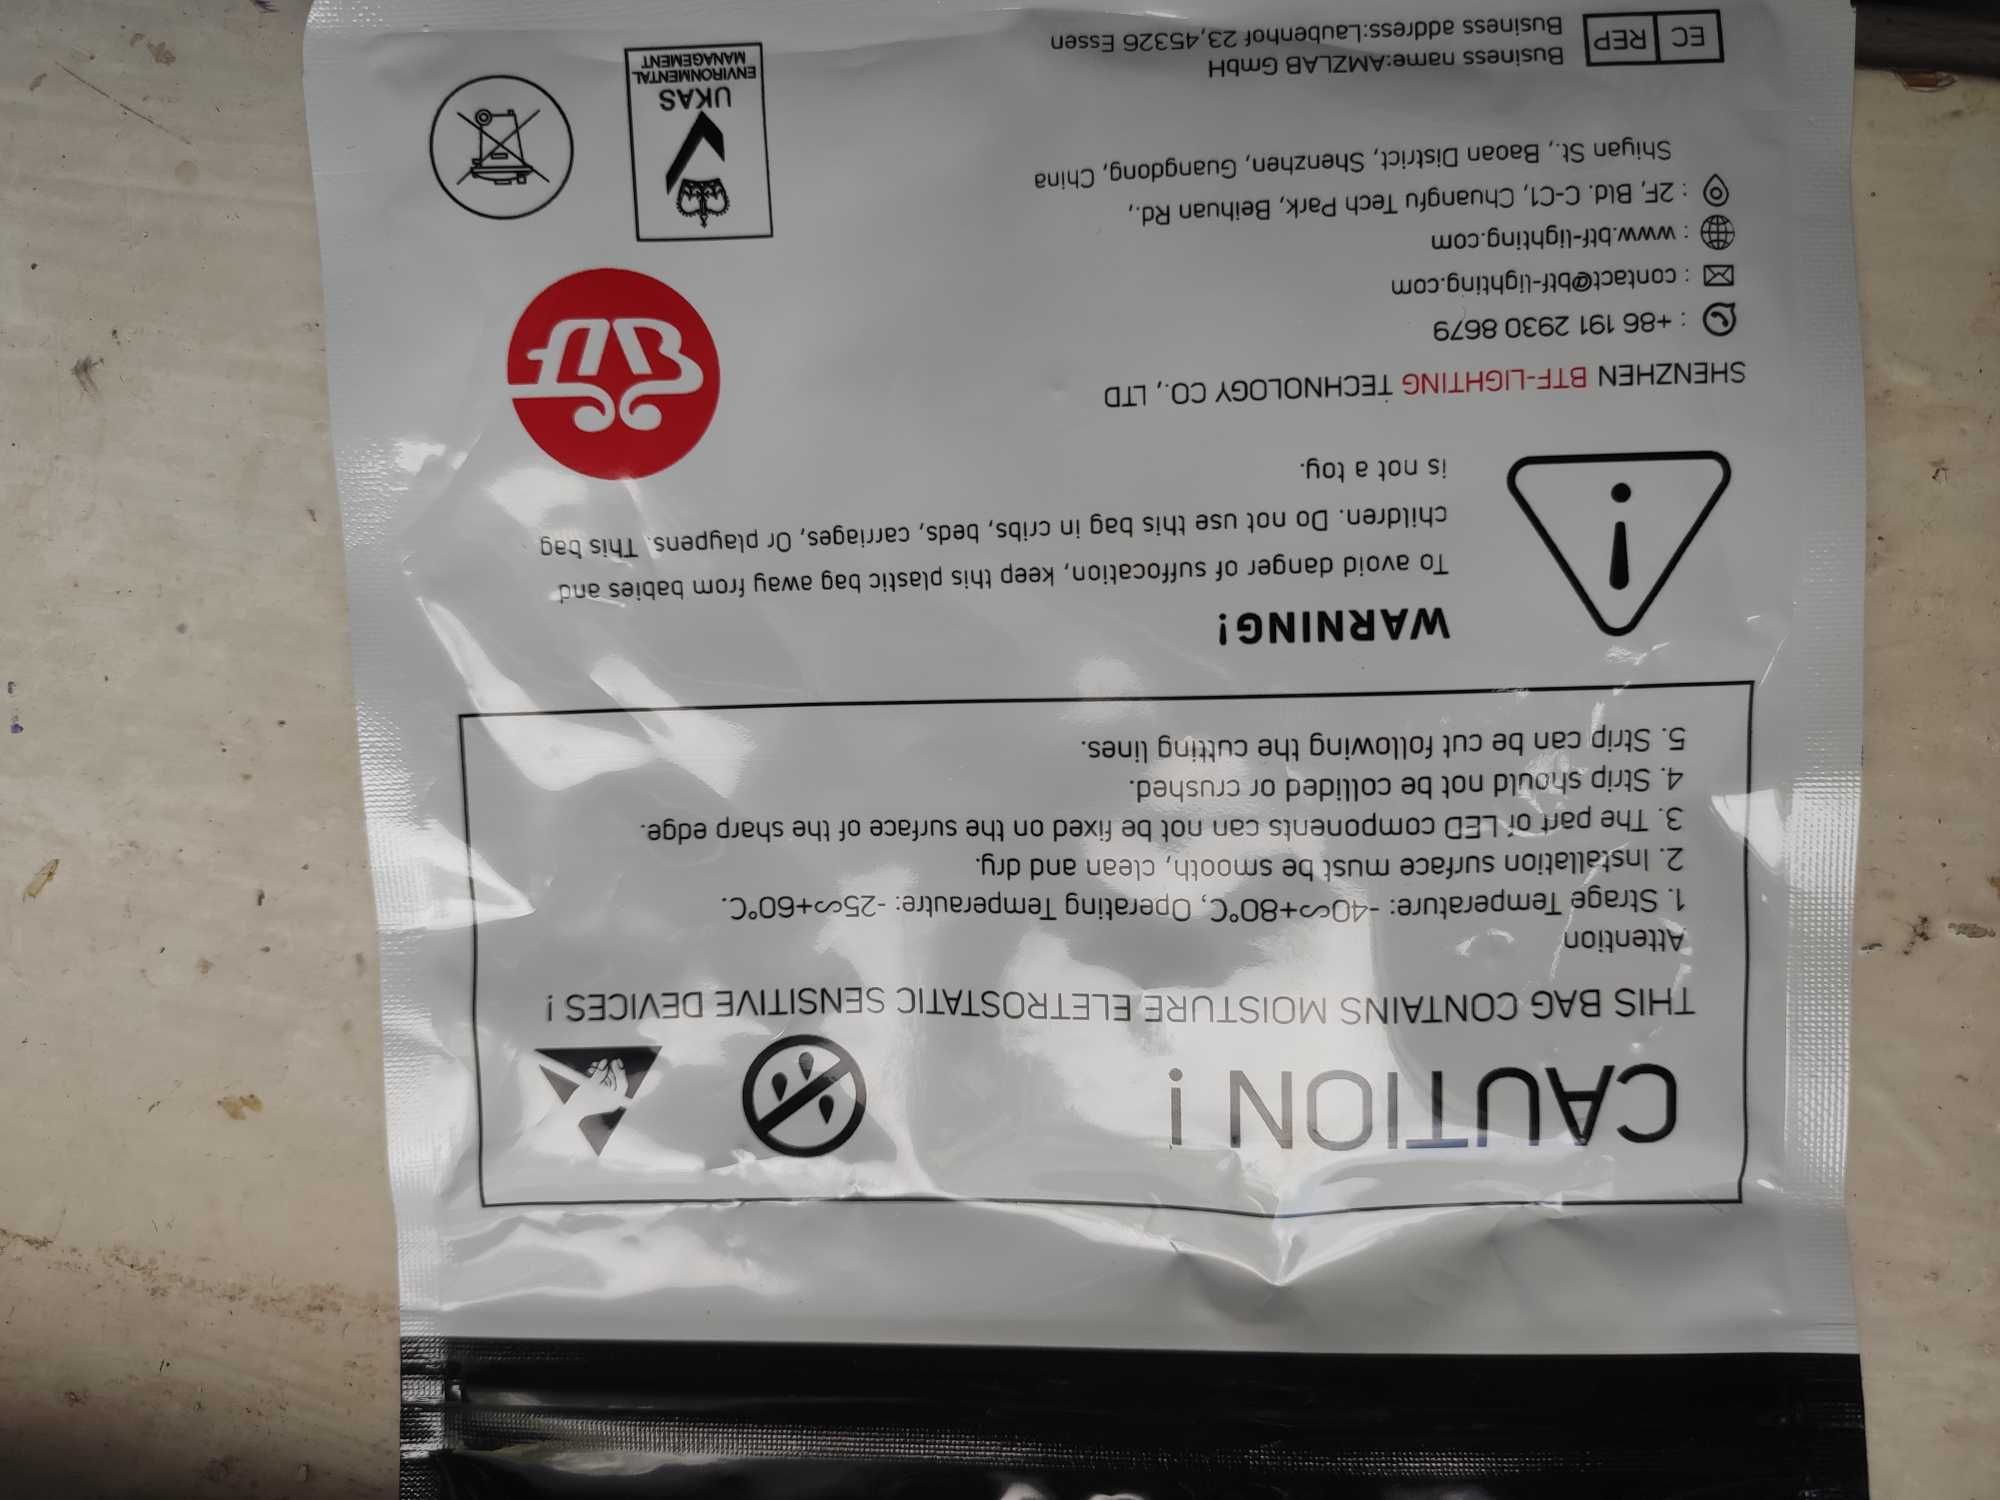 CAUTION !
THIS BAG CONTAINS MOISTURE ELETROSTATIC SENSITIVE DEVICES !
Attention
1. Strage Temperature: -40∽+80°C, Operating Temperautre: -25∽+60°C.
2. Installation surface must be smooth, clean and dry.
3. The part of LED components can not be fixed on the surface of the sharp edge.
4. Strip should not be collided or crushed.
5. Strip can be cut following the cutting lines.
WARNING!
To avoid danger of suffocation, keep this plastic bag away from babies and
children. Do not use this bag in cribs, beds, carriages, Or playpens. This bag
is not a toy.
SHENZHEN BTF-LIGHTING TECHNOLOGY CO., LTD
: +86 191 2930 8679
: contact@btf-lighting.com
: www.btf-lighting.com
: 2F, Bld. C-C1, Chuangfu Tech Park, Beihuan Rd.,
Shiyan St., Baoan District, Shenzhen, Guangdong, China
UKAS
ENVIRONMENTAL
MANAGEMENT
EC REP
Business name:AMZLAB GmbH
Business address:Laubenhof 23,45326 Essen